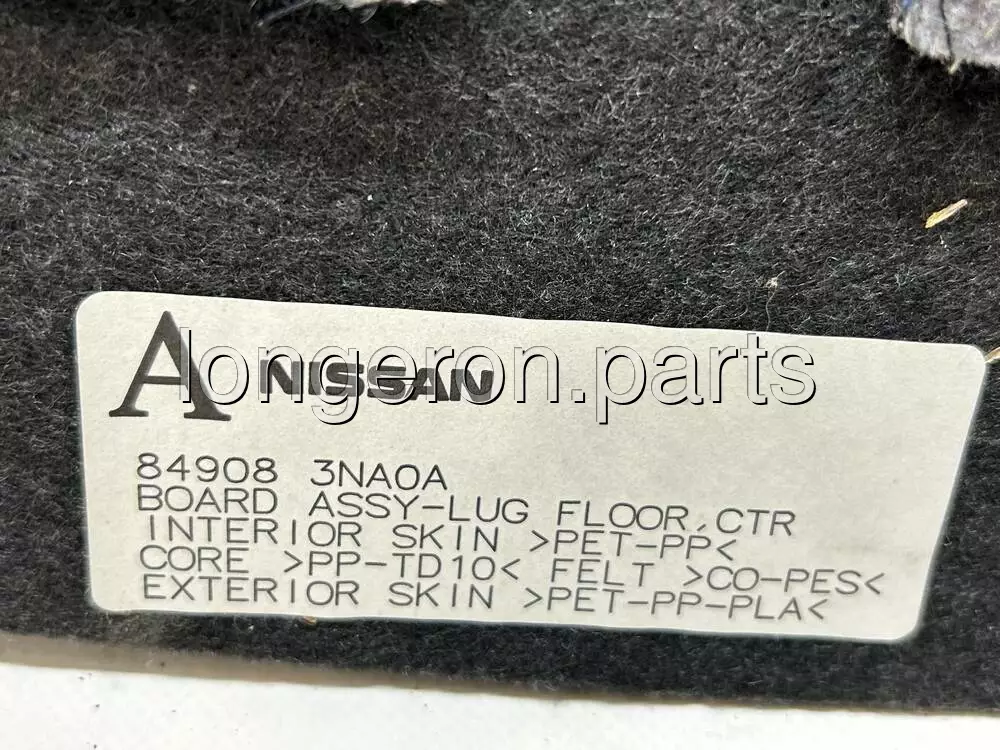 A NISSAN
longeron.parts
84908 3NA0A
BOARD ASSY-LUG FLOOR,CTR
INTERIOR SKIN >PET-PP<
CORE >PP-TD10< FELT >CO-PES<
EXTERIOR SKIN >PET-PP-PLA<